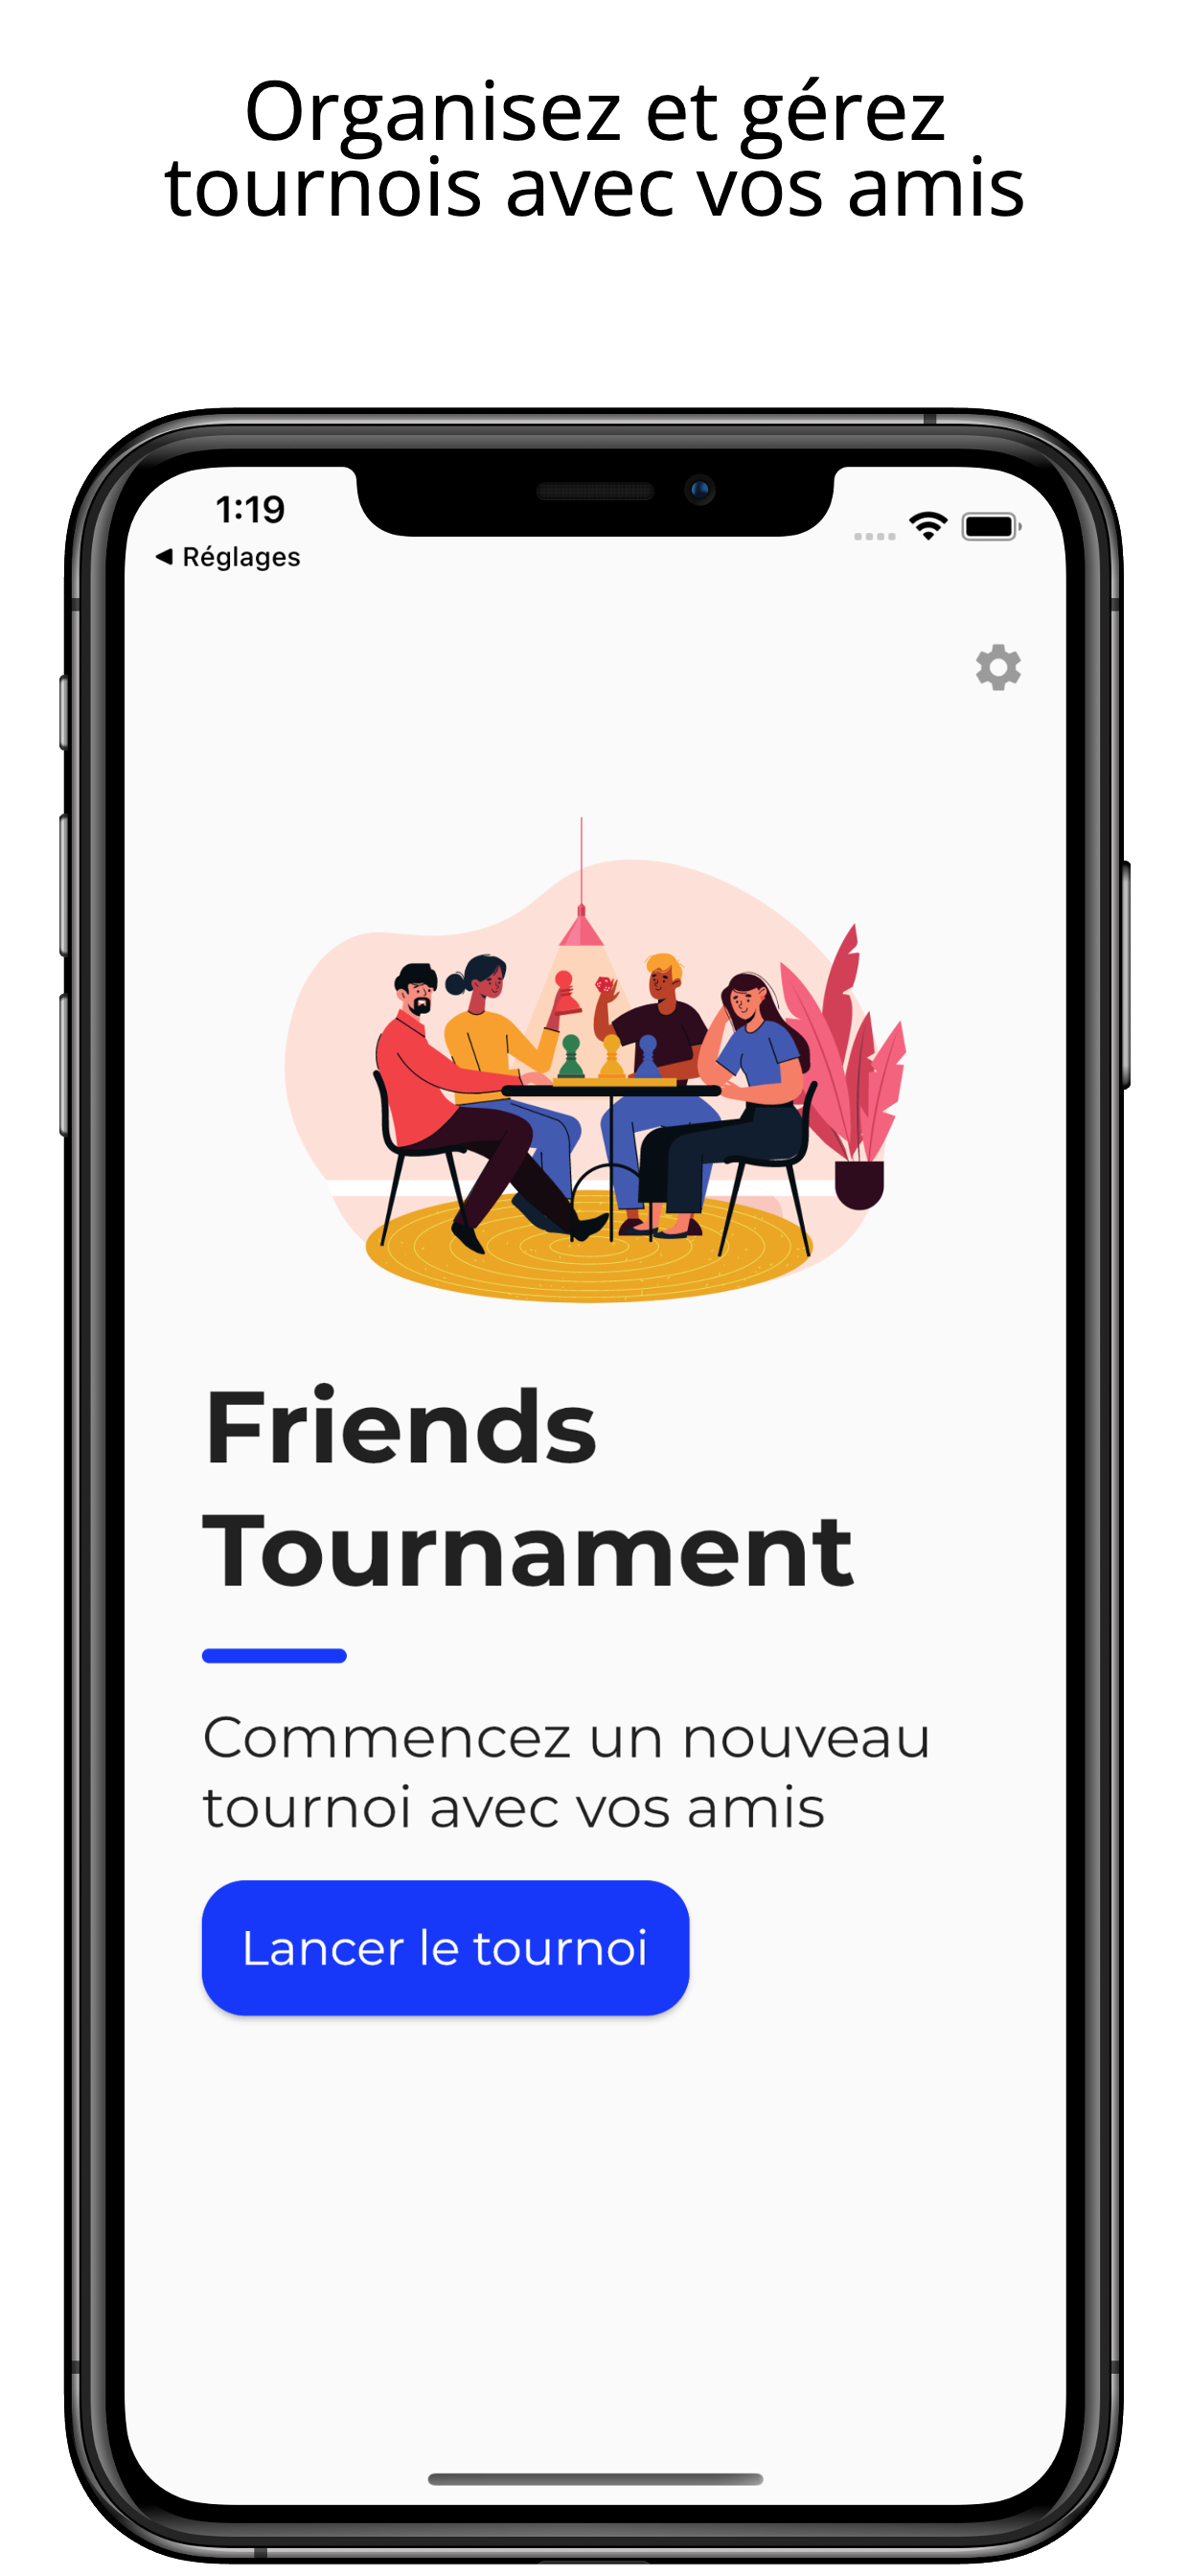 Organisez et gérez
tournois avec vos amis
1:19
◀ Réglages
Friends
Tournament
Commencez un nouveau
tournoi avec vos amis
Lancer le tournoi